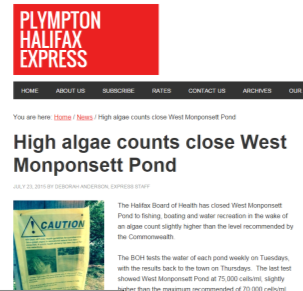 PLYMPTON
HALIFAX
EXPRESS
HOME ABOUT US SUBSCRIBE RATES CONTACT US ARCHIVES OUR
You are here: Home / News / High algae counts close West Monponsett Pond
High algae counts close West
Monponsett Pond
JULY 23, 2015 BY DEBORAH ANDERSON, EXPRESS STAFF
CAUTION
The Halifax Board of Health has closed West Monponsett
Pond to fishing, boating and water recreation in the wake of
an algae count slightly higher than the level recommended by
the Commonwealth.
The BOH tests the water of each pond weekly on Tuesdays,
with the results back to the town on Thursdays. The last test
showed West Monponsett Pond at 75,000 cells/ml, slightly
higher than the maximum recommended of 70,000 cells/ml